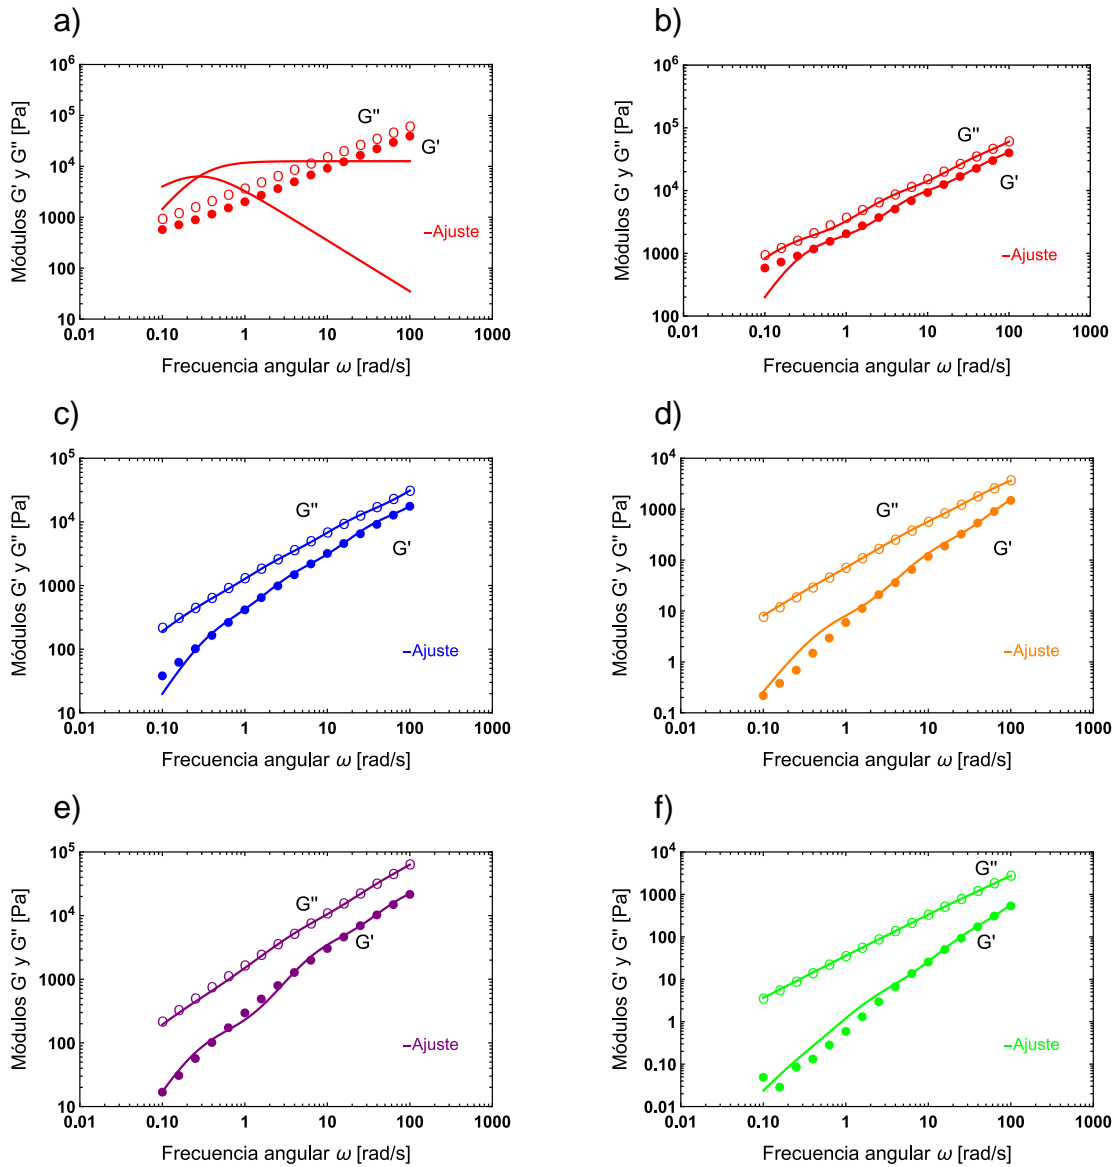 a)
Módulos G' y G'' [Pa]
10^6
10^5
10^4
1000
100
10
0.01 0.10 1 10 100 1000
G''
G'
–Ajuste
Frecuencia angular ω [rad/s]
b)
Módulos G' y G'' [Pa]
10^6
10^5
10^4
1000
100
0.01 0.10 1 10 100 1000
G''
G'
–Ajuste
Frecuencia angular ω [rad/s]
c)
Módulos G' y G'' [Pa]
10^5
10^4
1000
100
10
0.01 0.10 1 10 100 1000
G''
G'
–Ajuste
Frecuencia angular ω [rad/s]
d)
Módulos G' y G'' [Pa]
10^4
1000
100
10
1
0.1
0.01 0.10 1 10 100 1000
G''
G'
–Ajuste
Frecuencia angular ω [rad/s]
e)
Módulos G' y G'' [Pa]
10^5
10^4
1000
100
10
0.01 0.10 1 10 100 1000
G''
G'
–Ajuste
Frecuencia angular ω [rad/s]
f)
Módulos G' y G'' [Pa]
10^4
1000
100
10
1
0.10
0.01
0.01 0.10 1 10 100 1000
G''
G'
–Ajuste
Frecuencia angular ω [rad/s]